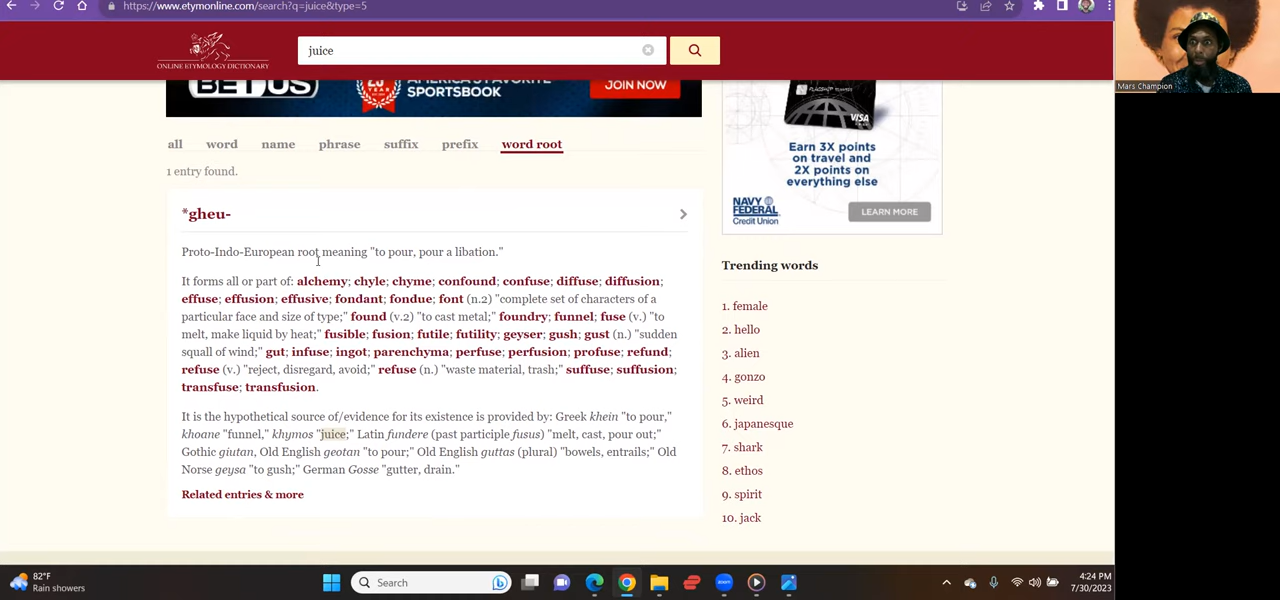 https://www.etymonline.com/search?q=juice&type=5
ONLINE ETYMOLOGY DICTIONARY
juice
Mars Champion
BETUS
AMERICA'S FAVORITE
SPORTSBOOK
JOIN NOW
VISA
all word name phrase suffix prefix word root
Earn 3X points
on travel and
2X points on
everything else
1 entry found.
NAVY
FEDERAL
Credit Union
LEARN MORE
*gheu-
Proto-Indo-European root meaning "to pour, pour a libation."
It forms all or part of: alchemy; chyle; chyme; confound; confuse; diffuse; diffusion;
effuse; effusion; effusive; fondant; fondue; font (n.2) "complete set of characters of a
particular face and size of type;" found (v.2) "to cast metal;" foundry; funnel; fuse (v.) "to
melt, make liquid by heat;" fusible; fusion; futile; futility; geyser; gush; gust (n.) "sudden
squall of wind;" gut; infuse; ingot; parenchyma; perfuse; perfusion; profuse; refund;
refuse (v.) "reject, disregard, avoid;" refuse (n.) "waste material, trash;" suffuse; suffusion;
transfuse; transfusion.
It is the hypothetical source of/evidence for its existence is provided by: Greek khein "to pour,"
khoane "funnel," khymos "juice;" Latin fundere (past participle fusus) "melt, cast, pour out;"
Gothic giutan, Old English geotan "to pour;" Old English guttas (plural) "bowels, entrails;" Old
Norse geysa "to gush;" German Gosse "gutter, drain."
Related entries & more
Trending words
1. female
2. hello
3. alien
4. gonzo
5. weird
6. japanesque
7. shark
8. ethos
9. spirit
10. jack
82°F
Rain showers
Search
zoom
4:24 PM
7/30/2023